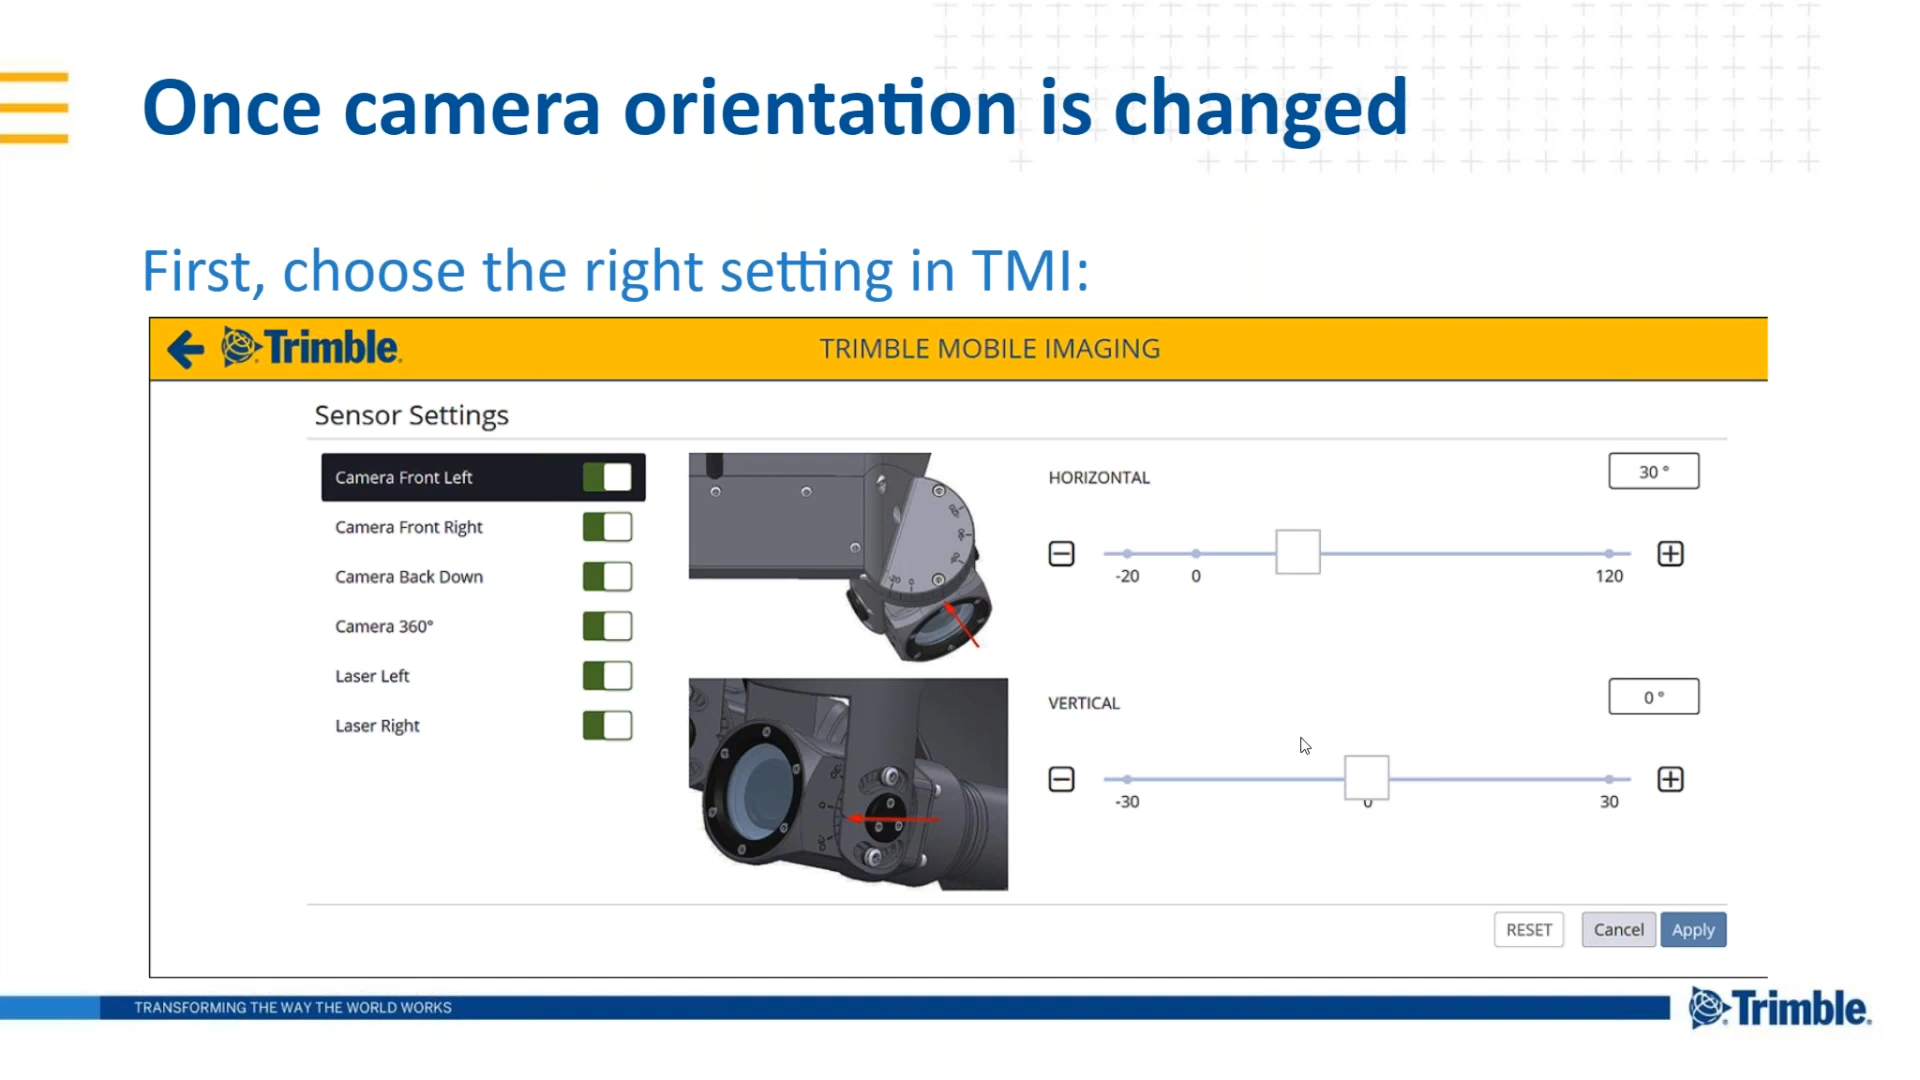 Once camera orientation is changed
First, choose the right setting in TMI:
Trimble.
TRIMBLE MOBILE IMAGING
Sensor Settings
Camera Front Left
Camera Front Right
Camera Back Down
Camera 360°
Laser Left
Laser Right
HORIZONTAL
30 °
-20 0 120
VERTICAL
0 °
-30 30
RESET Cancel Apply
TRANSFORMING THE WAY THE WORLD WORKS
Trimble.